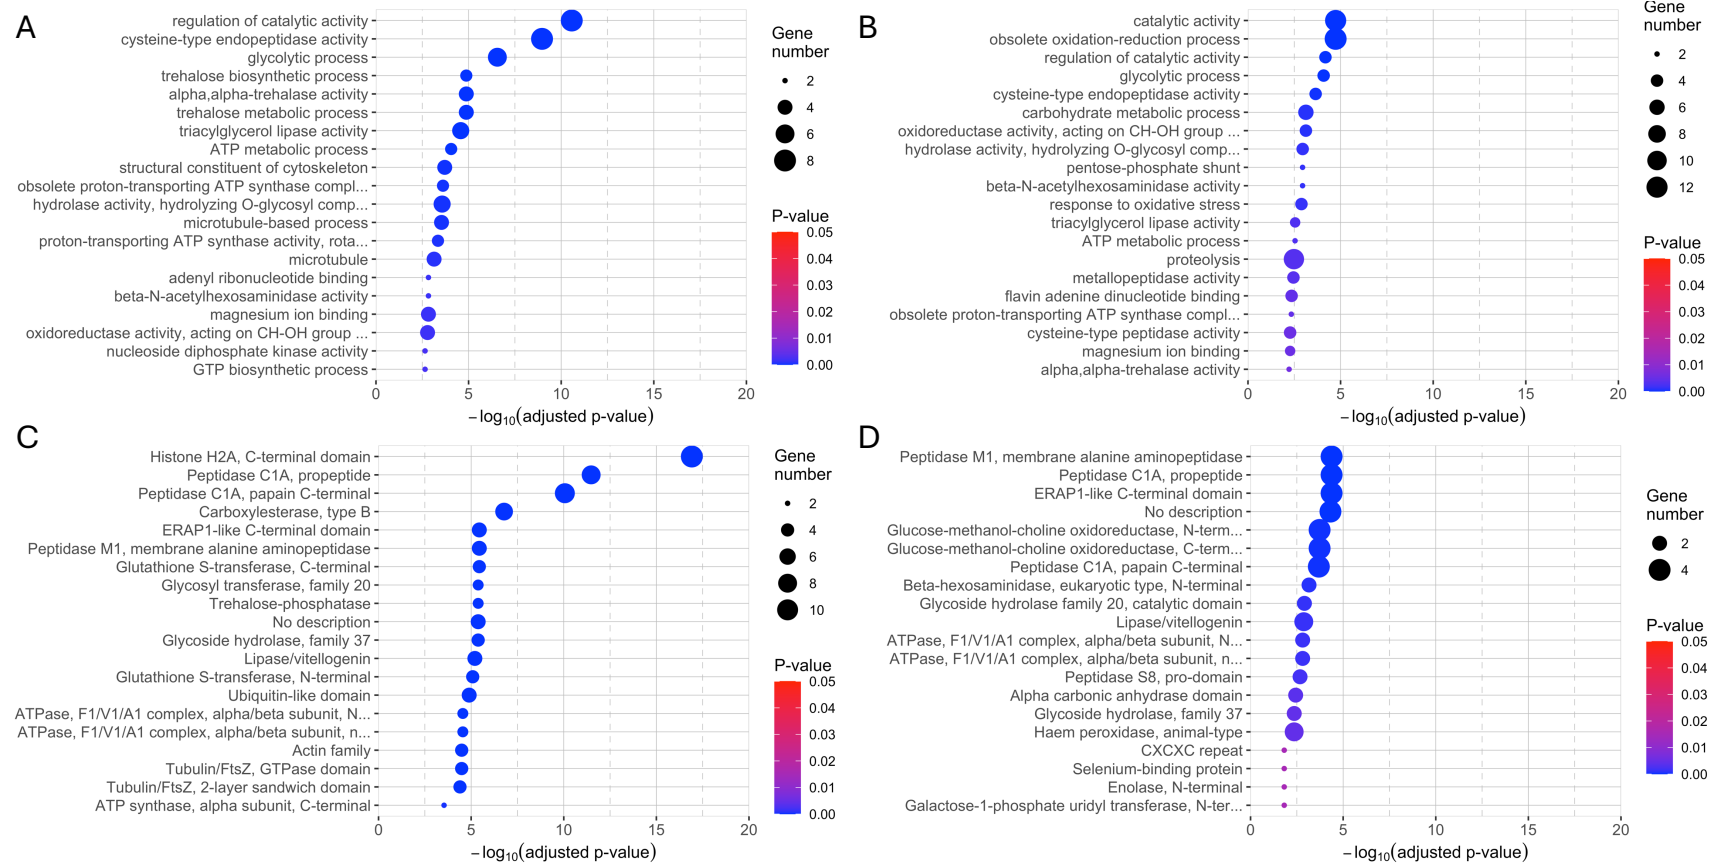 A
regulation of catalytic activity
cysteine-type endopeptidase activity
glycolytic process
trehalose biosynthetic process
alpha,alpha-trehalase activity
trehalose metabolic process
triacylglycerol lipase activity
ATP metabolic process
structural constituent of cytoskeleton
obsolete proton-transporting ATP synthase compl...
hydrolase activity, hydrolyzing O-glycosyl comp...
microtubule-based process
proton-transporting ATP synthase activity, rota...
microtubule
adenyl ribonucleotide binding
beta-N-acetylhexosaminidase activity
magnesium ion binding
oxidoreductase activity, acting on CH-OH group ...
nucleoside diphosphate kinase activity
GTP biosynthetic process
0 5 10 15 20
−log10(adjusted p-value)
Gene
number
2
4
6
8
P-value
0.05
0.04
0.03
0.02
0.01
0.00
B
catalytic activity
obsolete oxidation-reduction process
regulation of catalytic activity
glycolytic process
cysteine-type endopeptidase activity
carbohydrate metabolic process
oxidoreductase activity, acting on CH-OH group ...
hydrolase activity, hydrolyzing O-glycosyl comp...
pentose-phosphate shunt
beta-N-acetylhexosaminidase activity
response to oxidative stress
triacylglycerol lipase activity
ATP metabolic process
proteolysis
metallopeptidase activity
flavin adenine dinucleotide binding
obsolete proton-transporting ATP synthase compl...
cysteine-type peptidase activity
magnesium ion binding
alpha,alpha-trehalase activity
0 5 10 15 20
−log10(adjusted p-value)
Gene
number
2
4
6
8
10
12
P-value
0.05
0.04
0.03
0.02
0.01
0.00
C
Histone H2A, C-terminal domain
Peptidase C1A, propeptide
Peptidase C1A, papain C-terminal
Carboxylesterase, type B
ERAP1-like C-terminal domain
Peptidase M1, membrane alanine aminopeptidase
Glutathione S-transferase, C-terminal
Glycosyl transferase, family 20
Trehalose-phosphatase
No description
Glycoside hydrolase, family 37
Lipase/vitellogenin
Glutathione S-transferase, N-terminal
Ubiquitin-like domain
ATPase, F1/V1/A1 complex, alpha/beta subunit, N...
ATPase, F1/V1/A1 complex, alpha/beta subunit, n...
Actin family
Tubulin/FtsZ, GTPase domain
Tubulin/FtsZ, 2-layer sandwich domain
ATP synthase, alpha subunit, C-terminal
0 5 10 15 20
−log10(adjusted p-value)
Gene
number
2
4
6
8
10
P-value
0.05
0.04
0.03
0.02
0.01
0.00
D
Peptidase M1, membrane alanine aminopeptidase
Peptidase C1A, propeptide
ERAP1-like C-terminal domain
No description
Glucose-methanol-choline oxidoreductase, N-term...
Glucose-methanol-choline oxidoreductase, C-term...
Peptidase C1A, papain C-terminal
Beta-hexosaminidase, eukaryotic type, N-terminal
Glycoside hydrolase family 20, catalytic domain
Lipase/vitellogenin
ATPase, F1/V1/A1 complex, alpha/beta subunit, N...
ATPase, F1/V1/A1 complex, alpha/beta subunit, n...
Peptidase S8, pro-domain
Alpha carbonic anhydrase domain
Glycoside hydrolase, family 37
Haem peroxidase, animal-type
CXCXC repeat
Selenium-binding protein
Enolase, N-terminal
Galactose-1-phosphate uridyl transferase, N-ter...
0 5 10 15 20
−log10(adjusted p-value)
Gene
number
2
4
P-value
0.05
0.04
0.03
0.02
0.01
0.00